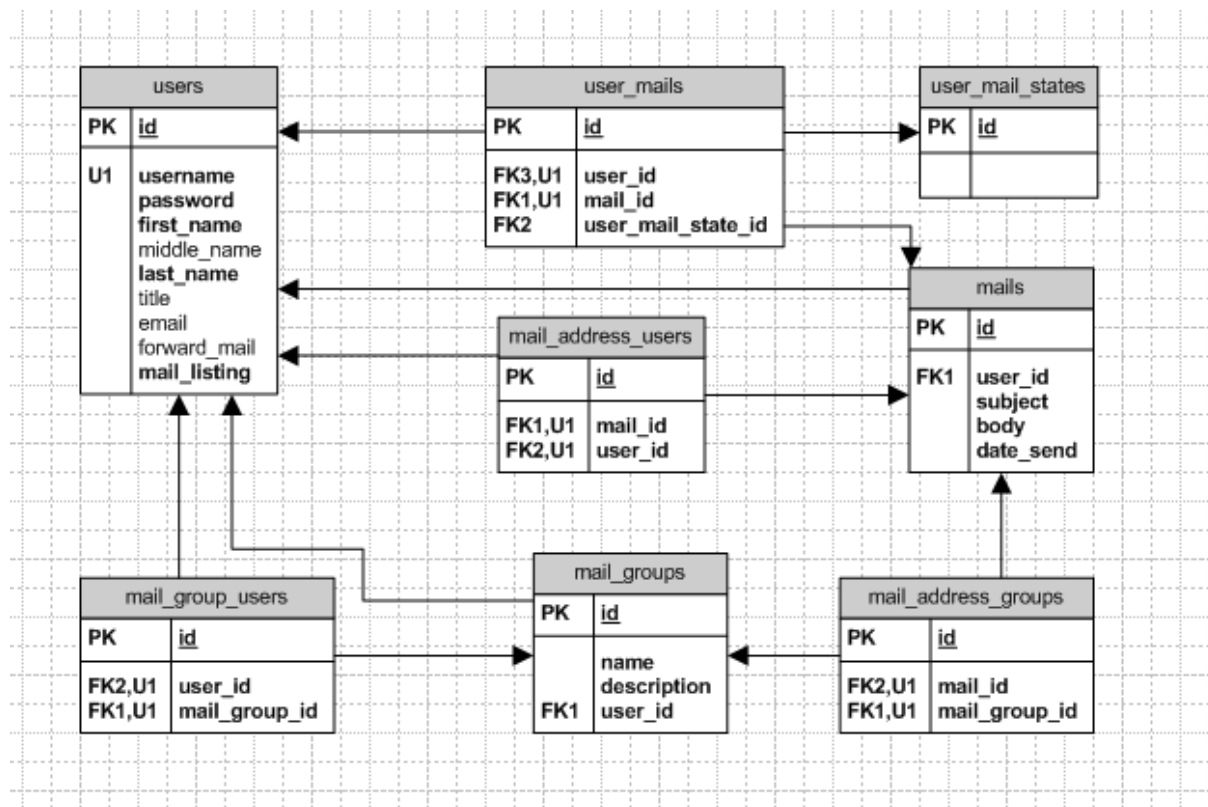 users
PK id
U1 username
password
first_name
middle_name
last_name
title
email
forward_mail
mail_listing
user_mails
PK id
FK3,U1 user_id
FK1,U1 mail_id
FK2 user_mail_state_id
user_mail_states
PK id
mails
PK id
FK1 user_id
subject
body
date_send
mail_address_users
PK id
FK1,U1 mail_id
FK2,U1 user_id
mail_group_users
PK id
FK2,U1 user_id
FK1,U1 mail_group_id
mail_groups
PK id
name
description
FK1 user_id
mail_address_groups
PK id
FK2,U1 mail_id
FK1,U1 mail_group_id